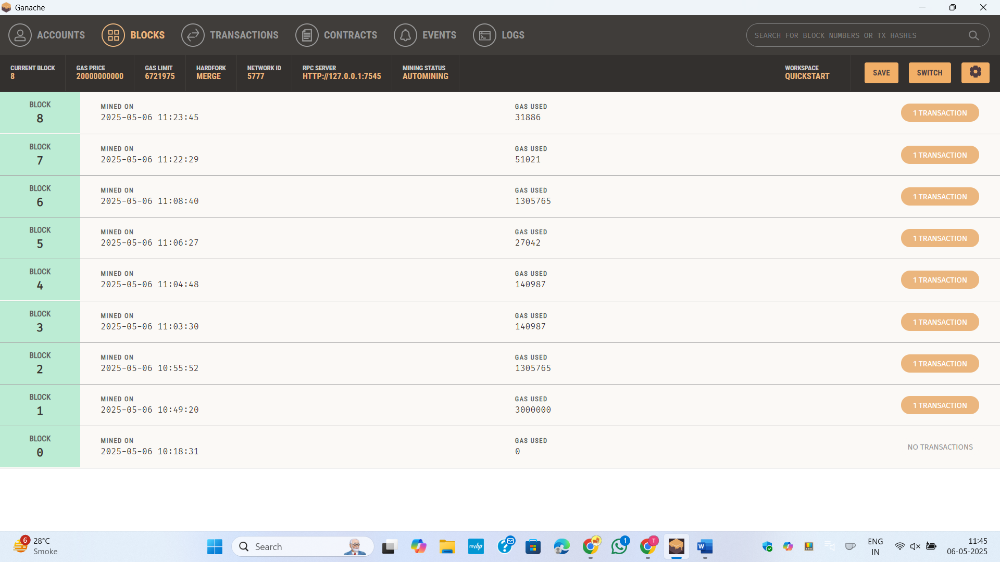 Ganache
ACCOUNTS BLOCKS TRANSACTIONS CONTRACTS EVENTS LOGS SEARCH FOR BLOCK NUMBERS OR TX HASHES
CURRENT BLOCK GAS PRICE GAS LIMIT HARDFORK NETWORK ID RPC SERVER MINING STATUS WORKSPACE
8 20000000000 6721975 MERGE 5777 HTTP://127.0.0.1:7545 AUTOMINING QUICKSTART SAVE SWITCH
BLOCK MINED ON GAS USED
8 2025-05-06 11:23:45 31886 1 TRANSACTION
BLOCK MINED ON GAS USED
7 2025-05-06 11:22:29 51021 1 TRANSACTION
BLOCK MINED ON GAS USED
6 2025-05-06 11:08:40 1305765 1 TRANSACTION
BLOCK MINED ON GAS USED
5 2025-05-06 11:06:27 27042 1 TRANSACTION
BLOCK MINED ON GAS USED
4 2025-05-06 11:04:48 140987 1 TRANSACTION
BLOCK MINED ON GAS USED
3 2025-05-06 11:03:30 140987 1 TRANSACTION
BLOCK MINED ON GAS USED
2 2025-05-06 10:55:52 1305765 1 TRANSACTION
BLOCK MINED ON GAS USED
1 2025-05-06 10:49:20 3000000 1 TRANSACTION
BLOCK MINED ON GAS USED
0 2025-05-06 10:18:31 0 NO TRANSACTIONS
6 28°C Search myhp 1 T W ENG 11:45
Smoke IN 06-05-2025